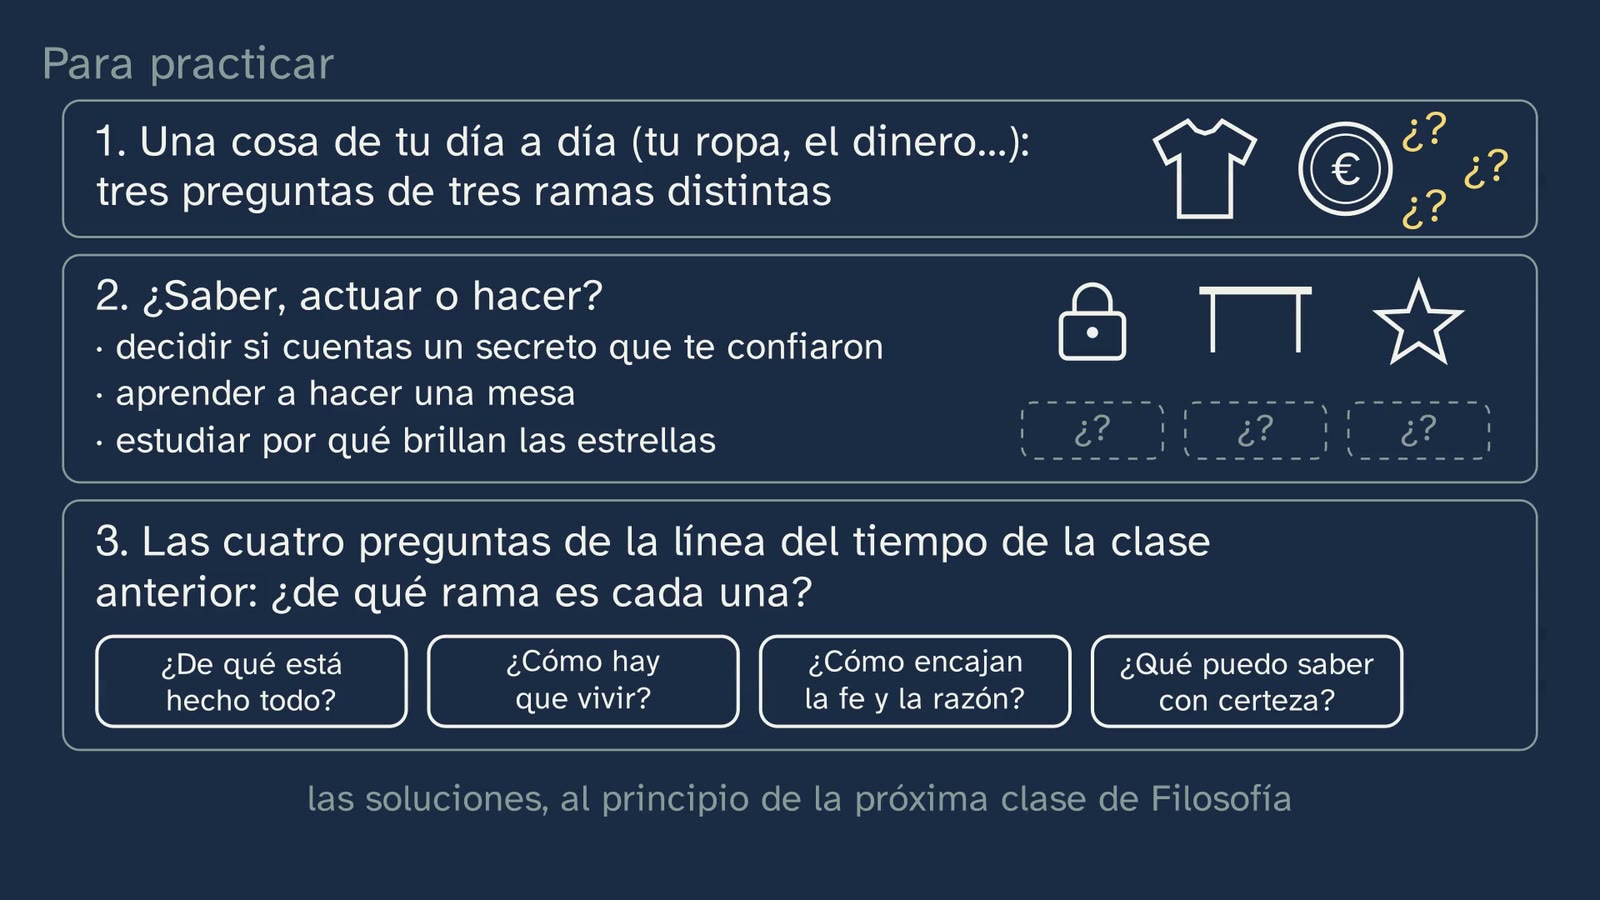 Para practicar
1. Una cosa de tu día a día (tu ropa, el dinero...):
tres preguntas de tres ramas distintas
€
¿?
¿?
¿?
2. ¿Saber, actuar o hacer?
· decidir si cuentas un secreto que te confiaron
· aprender a hacer una mesa
· estudiar por qué brillan las estrellas
¿? ¿? ¿?
3. Las cuatro preguntas de la línea del tiempo de la clase
anterior: ¿de qué rama es cada una?
¿De qué está
hecho todo?
¿Cómo hay
que vivir?
¿Cómo encajan
la fe y la razón?
¿Qué puedo saber
con certeza?
las soluciones, al principio de la próxima clase de Filosofía